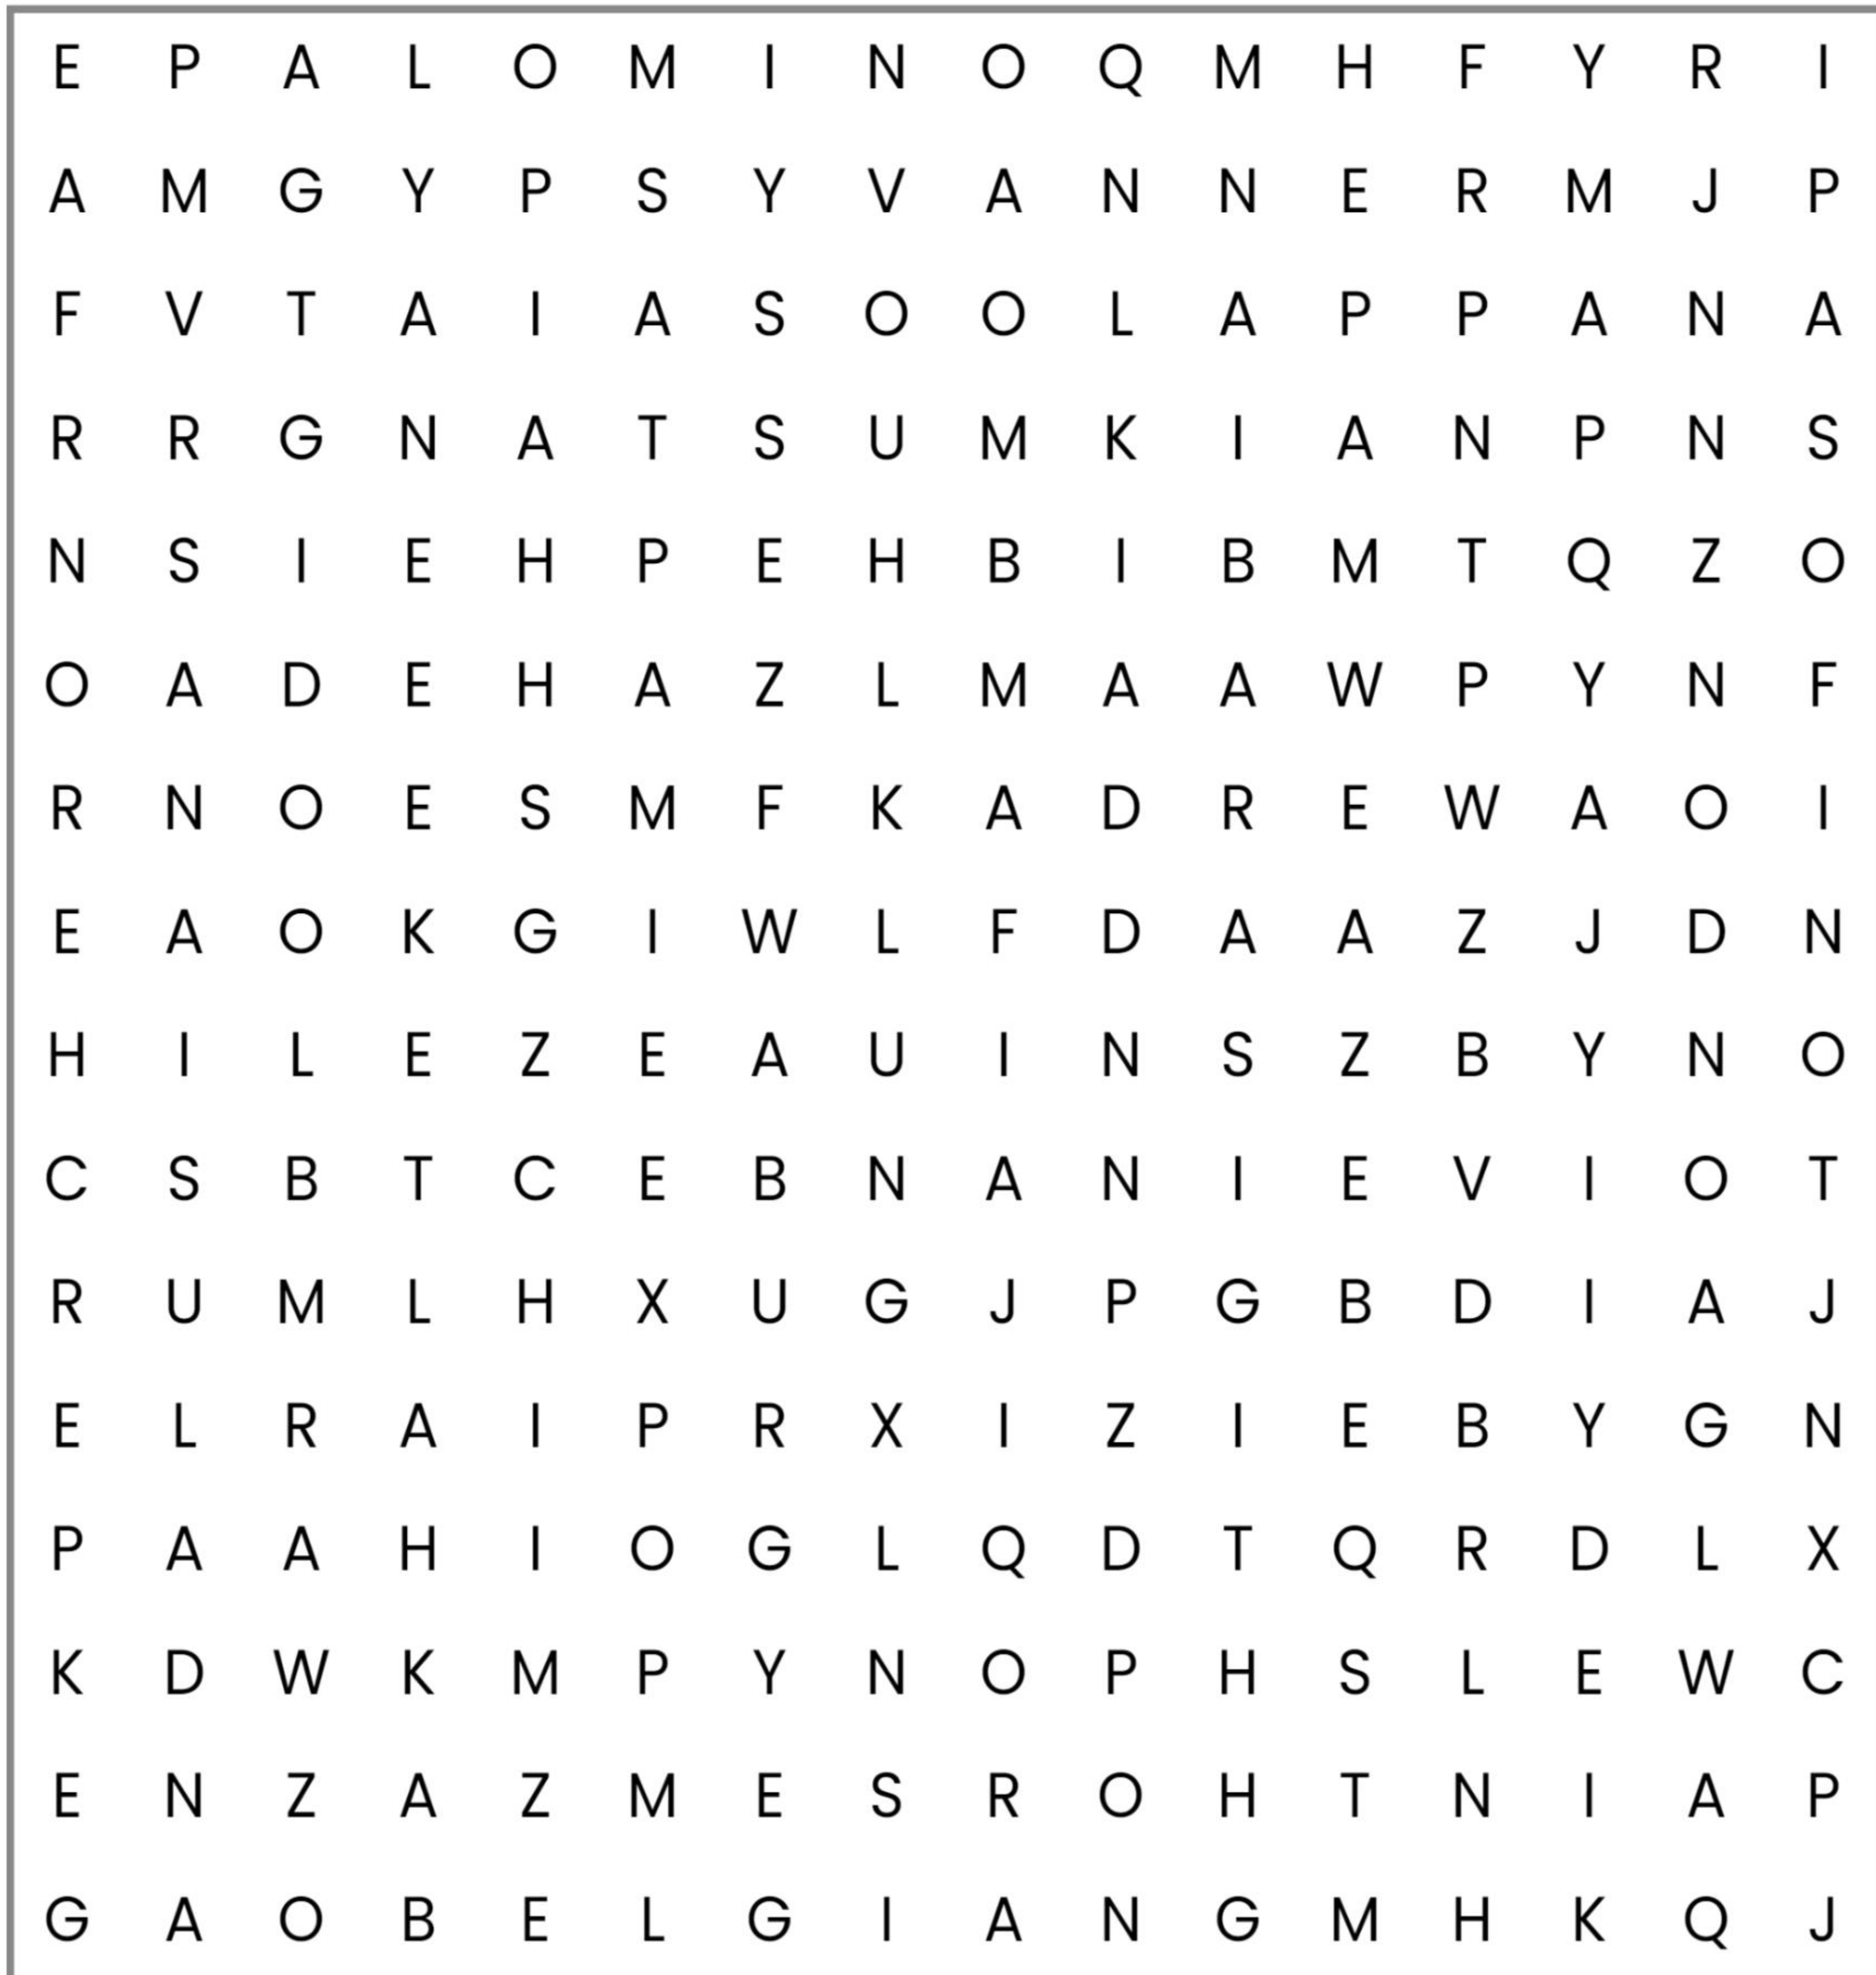 E P A L O M I N O Q M H F Y R I
A M G Y P S Y V A N N E R M J P
F V T A I A S O O L A P P A N A
R R G N A T S U M K I A N P N S
N S I E H P E H B I B M T Q Z O
O A D E H A Z L M A A W P Y N F
R N O E S M F K A D R E W A O I
E A O K G I W L F D A A Z J D N
H I L E Z E A U I N S Z B Y N O
C S B T C E B N A N I E V I O T
R U M L H X U G J P G B D I A J
E L R A I P R X I Z I E B Y G N
P A A H I O G L Q D T Q R D L X
K D W K M P Y N O P H S L E W C
E N Z A Z M E S R O H T N I A P
G A O B E L G I A N G M H K Q J